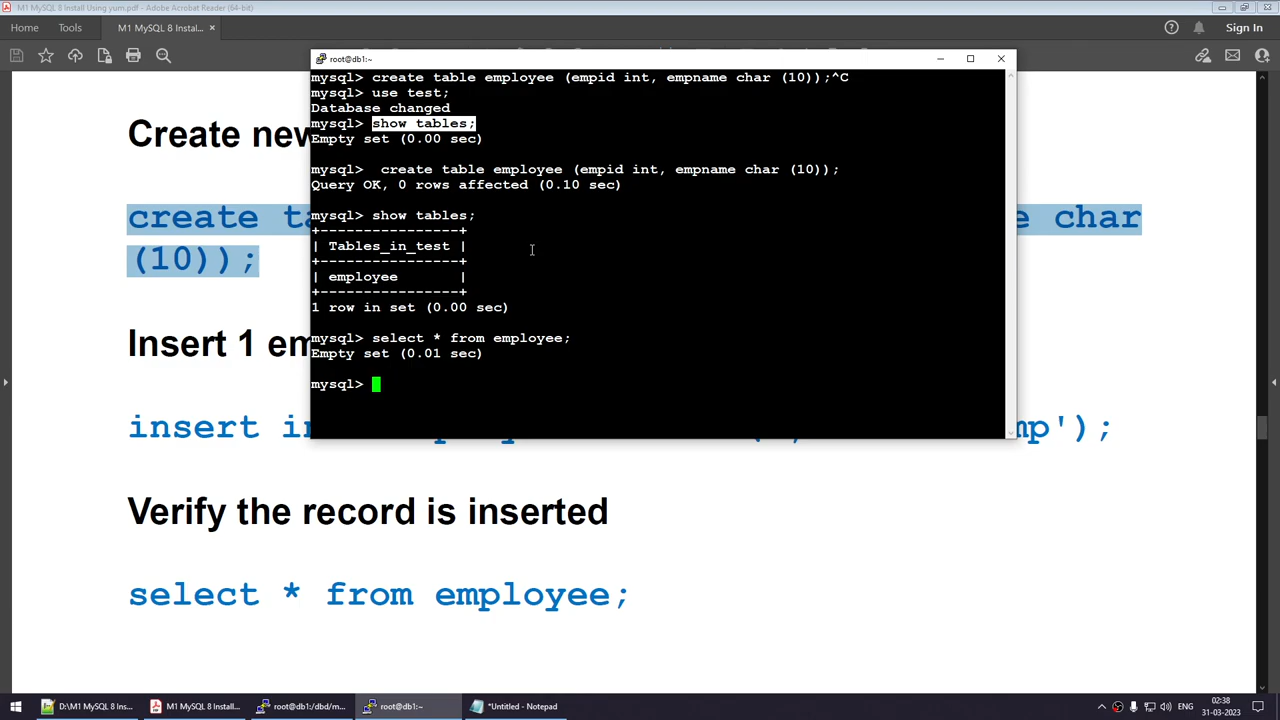 M1 MySQL 8 Install Using yum.pdf - Adobe Acrobat Reader (64-bit)
Home Tools M1 MySQL 8 Install... × Sign In
root@db1:~
mysql> create table employee (empid int, empname char (10));^C
mysql> use test;
Database changed
mysql> show tables;
Empty set (0.00 sec)
mysql>  create table employee (empid int, empname char (10));
Query OK, 0 rows affected (0.10 sec)
mysql> show tables;
+----------------+
| Tables_in_test |
+----------------+
| employee       |
+----------------+
1 row in set (0.00 sec)
mysql> select * from employee;
Empty set (0.01 sec)
mysql>
Create new
create ta e char
(10));
Insert 1 em
insert in mp');
Verify the record is inserted
select * from employee;
D:\M1 MySQL 8 Ins... M1 MySQL 8 Install... root@db1:/dbd/m... root@db1:~ *Untitled - Notepad ENG 02:38
31-03-2023